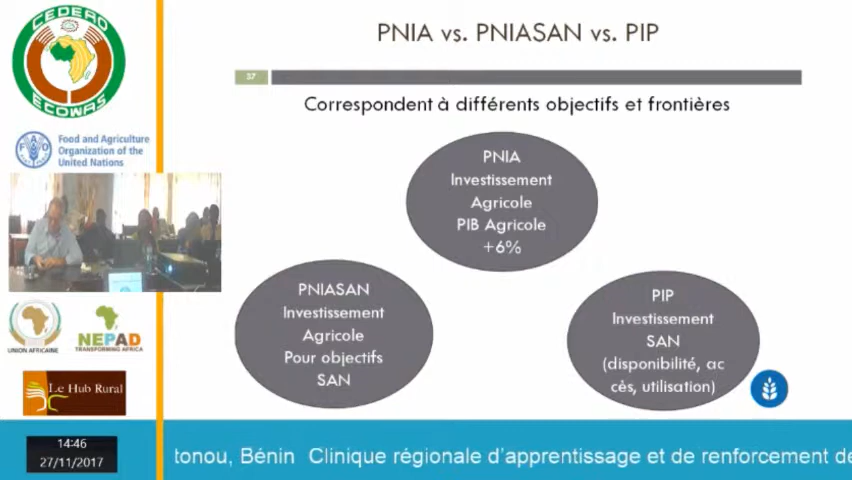 CEDEAO
ECOWAS
FAO
Food and Agriculture
Organization of the
United Nations
UNION AFRICAINE
NEPAD
TRANSFORMING AFRICA
Le Hub Rural
14:46
27/11/2017
PNIA vs. PNIASAN vs. PIP
37
Correspondent à différents objectifs et frontières
PNIA
Investissement
Agricole
PIB Agricole
+6%
PNIASAN
Investissement
Agricole
Pour objectifs
SAN
PIP
Investissement
SAN
(disponibilité, ac
cès, utilisation)
tonou, Bénin Clinique régionale d'apprentissage et de renforcement de